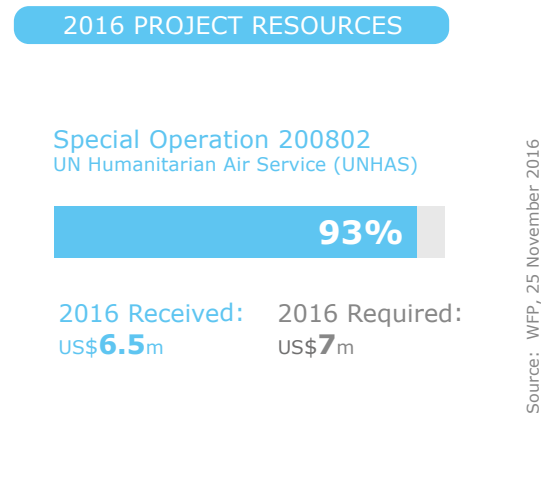 2016 PROJECT RESOURCES
Special Operation 200802
UN Humanitarian Air Service (UNHAS)
93%
2016 Received:
US$6.5m
2016 Required:
US$7m
Source: WFP, 25 November 2016